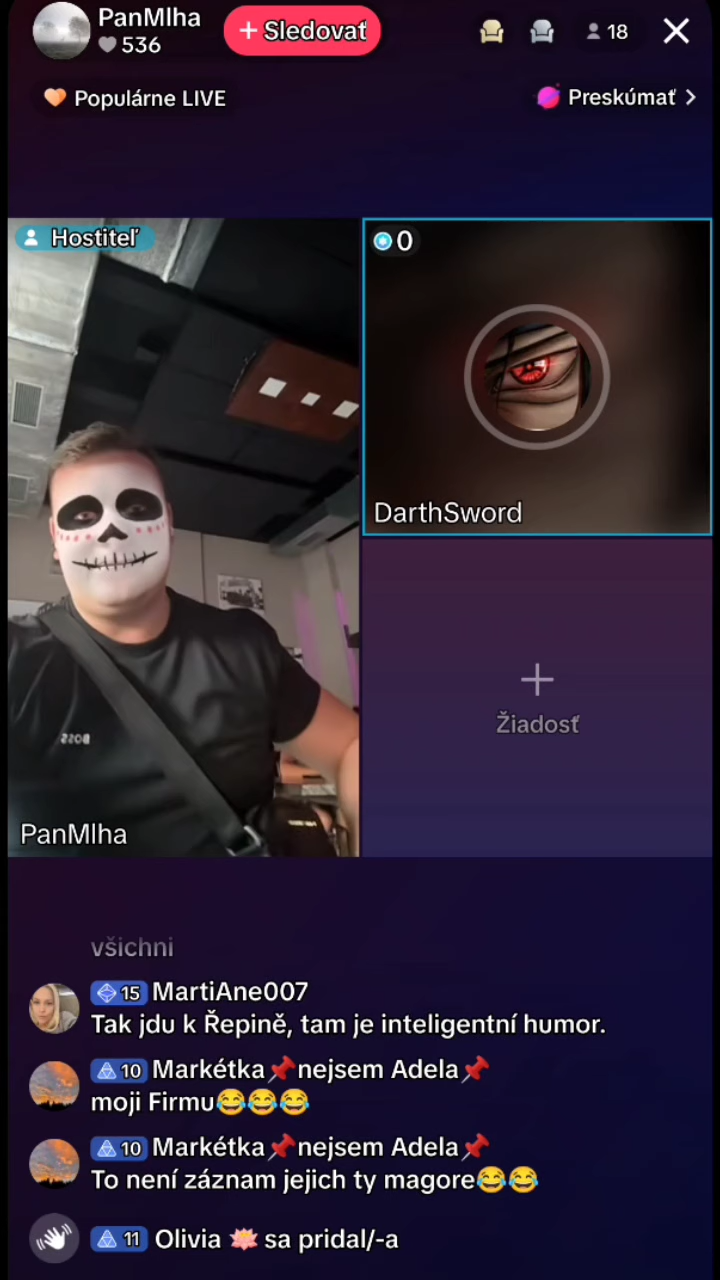 PanMlha
536
+ Sledovať
18
Populárne LIVE
Preskúmať
Hostiteľ
0
DarthSword
Žiadosť
BOSS
PanMlha
všichni
15 MartiAne007
Tak jdu k Řepině, tam je inteligentní humor.
10 Markétka📌nejsem Adela📌
moji Firmu😂😂😂
10 Markétka📌nejsem Adela📌
To není záznam jejich ty magore😂😂
11 Olivia 🪷 sa pridal/-a